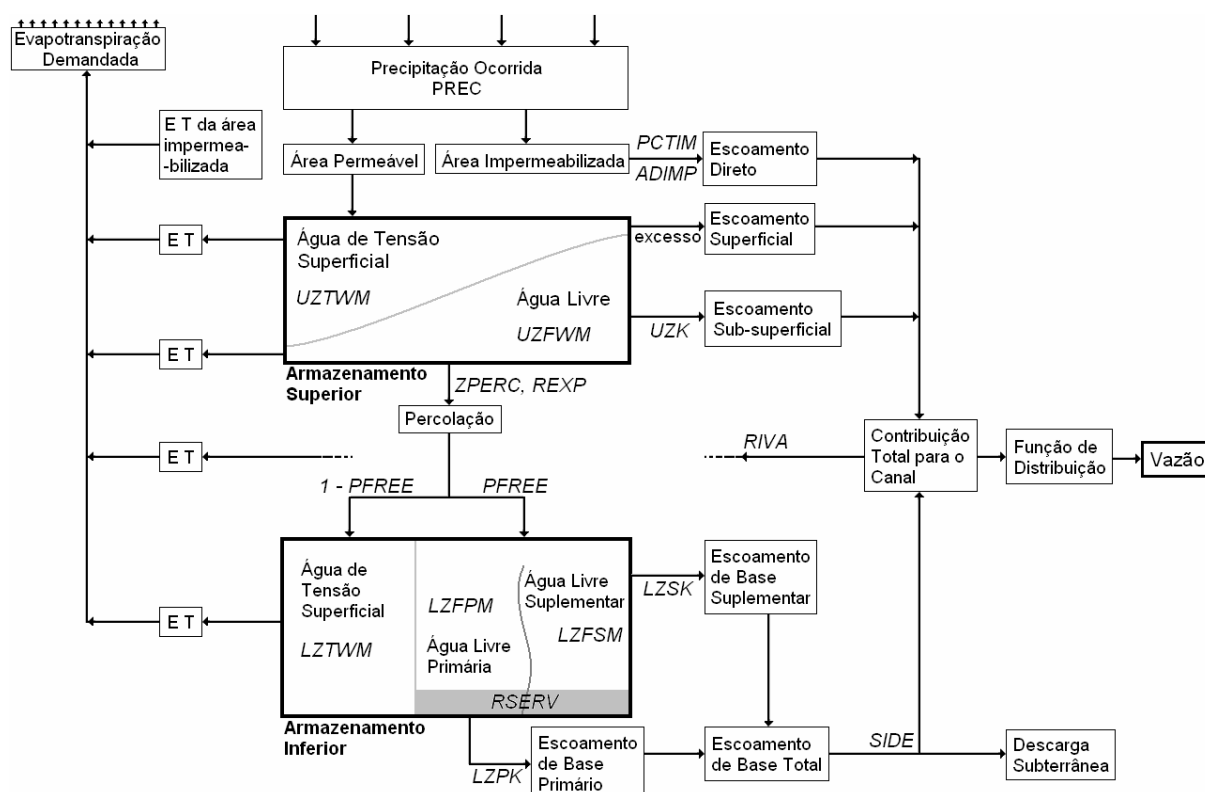 Evapotranspiração
Demandada
Precipitação Ocorrida
PREC
E T da área
impermea-
-bilizada
Área Permeável
Área Impermeabilizada
PCTIM
ADIMP
Escoamento
Direto
E T
Água de Tensão
Superficial
UZTWM
Água Livre
UZFWM
excesso
Escoamento
Superficial
UZK
Escoamento
Sub-superficial
E T
Armazenamento
Superior
ZPERC, REXP
Percolação
E T
RIVA
Contribuição
Total para o
Canal
Função de
Distribuição
Vazão
1 - PFREE
PFREE
E T
Água de
Tensão
Superficial
LZTWM
LZFPM
Água Livre
Primária
Água Livre
Suplementar
LZFSM
RSERV
LZSK
Escoamento
de Base
Suplementar
Armazenamento
Inferior
LZPK
Escoamento
de Base
Primário
Escoamento
de Base Total
SIDE
Descarga
Subterrânea